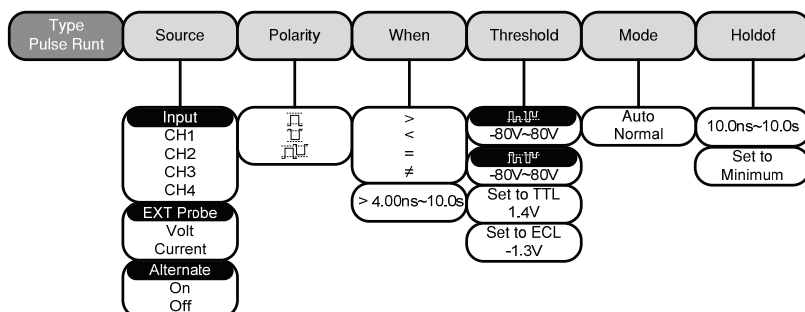 Type
Pulse Runt
Source
Polarity
When
Threshold
Mode
Holdof
Input
CH1
CH2
CH3
CH4
EXT Probe
Volt
Current
Alternate
On
Off
>
<
=
≠
> 4.00ns~10.0s
-80V~80V
-80V~80V
Set to TTL
1.4V
Set to ECL
-1.3V
Auto
Normal
10.0ns~10.0s
Set to
Minimum